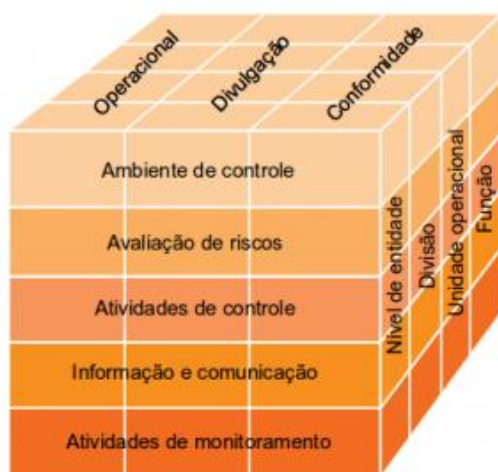 Operacional
Divulgação
Conformidade
Ambiente de controle
Avaliação de riscos
Atividades de controle
Informação e comunicação
Atividades de monitoramento
Nível de entidade
Divisão
Unidade operacional
Função